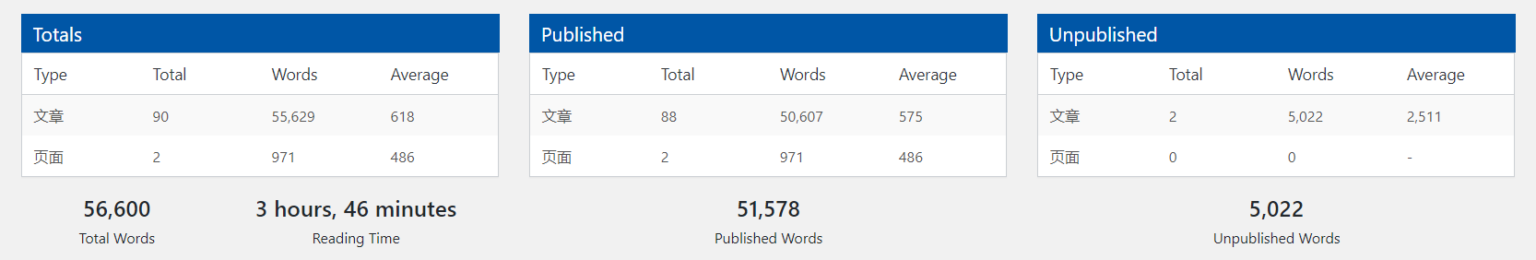 Totals
Type Total Words Average
文章 90 55,629 618
页面 2 971 486
56,600 3 hours, 46 minutes
Total Words Reading Time
Published
Type Total Words Average
文章 88 50,607 575
页面 2 971 486
51,578
Published Words
Unpublished
Type Total Words Average
文章 2 5,022 2,511
页面 0 0 -
5,022
Unpublished Words